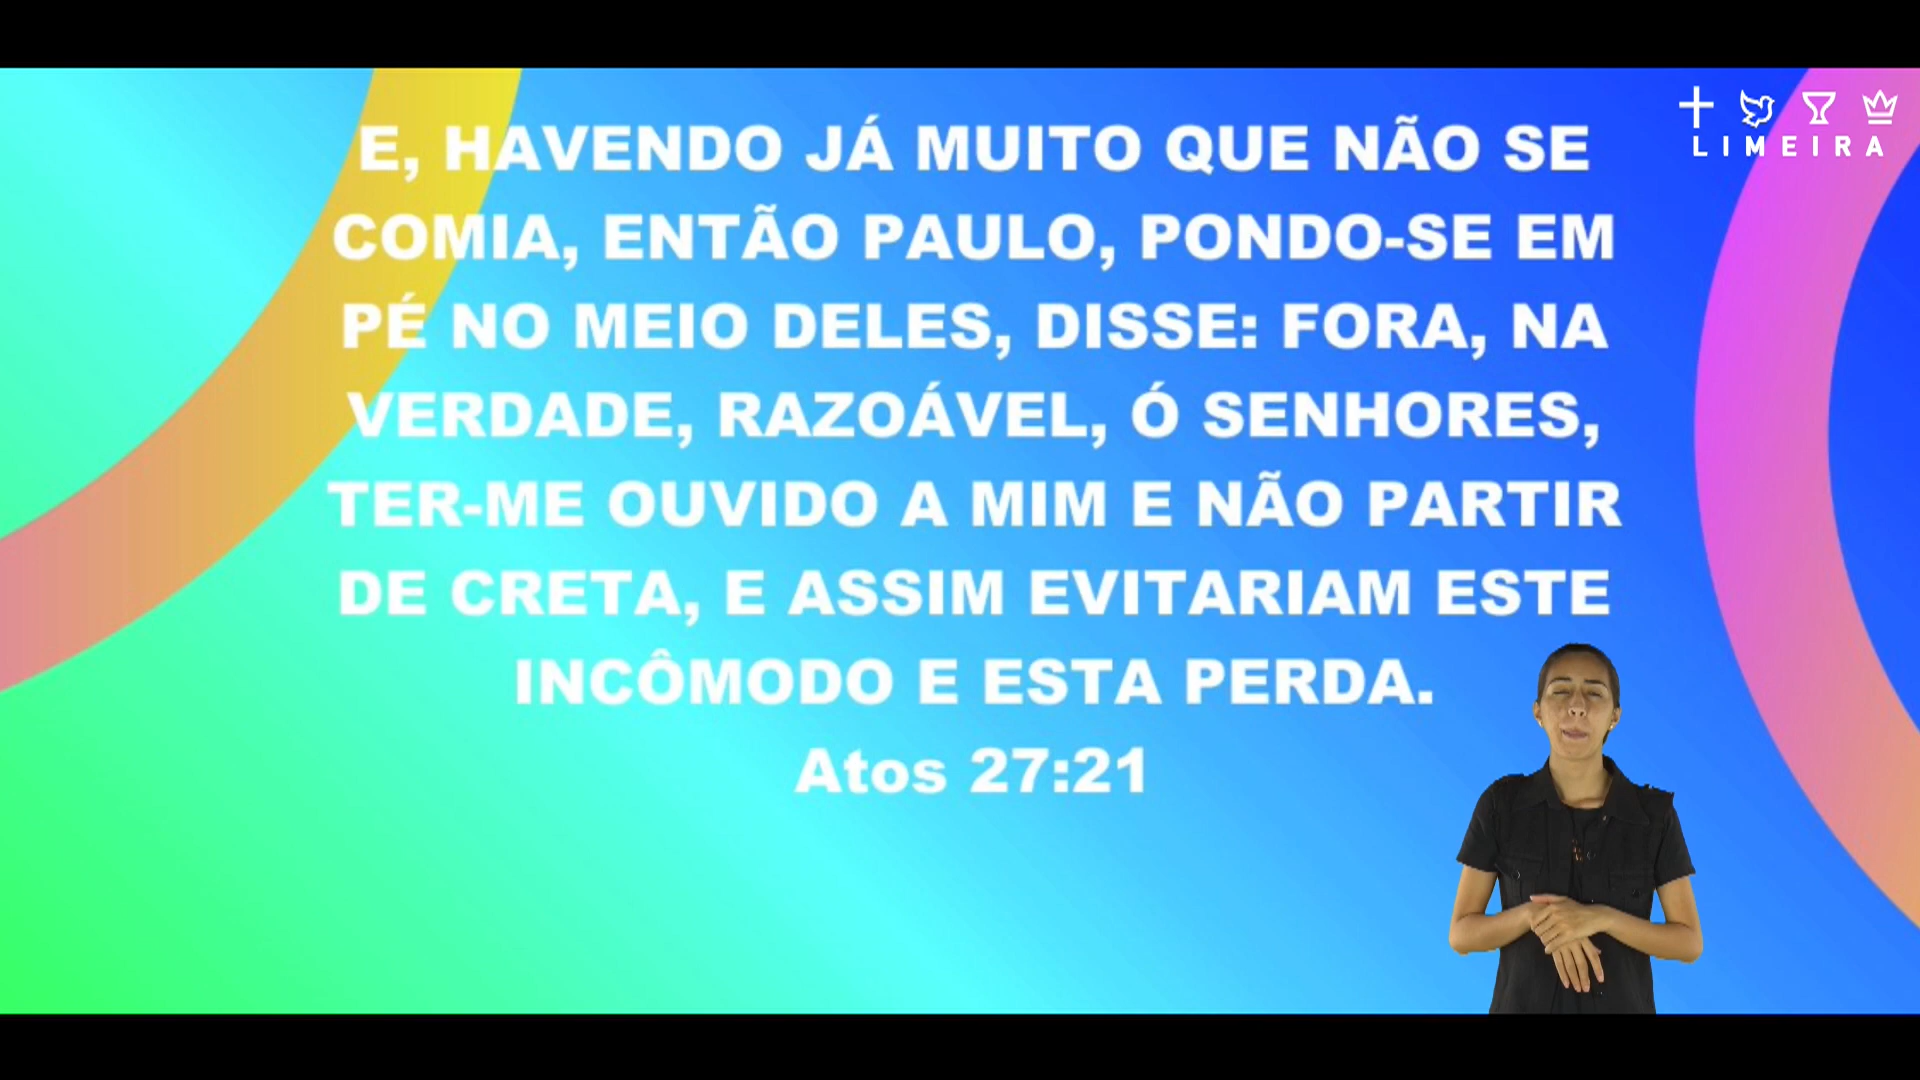 E, HAVENDO JÁ MUITO QUE NÃO SE
COMIA, ENTÃO PAULO, PONDO-SE EM
PÉ NO MEIO DELES, DISSE: FORA, NA
VERDADE, RAZOÁVEL, Ó SENHORES,
TER-ME OUVIDO A MIM E NÃO PARTIR
DE CRETA, E ASSIM EVITARIAM ESTE
INCÔMODO E ESTA PERDA.
Atos 27:21
LIMEIRA